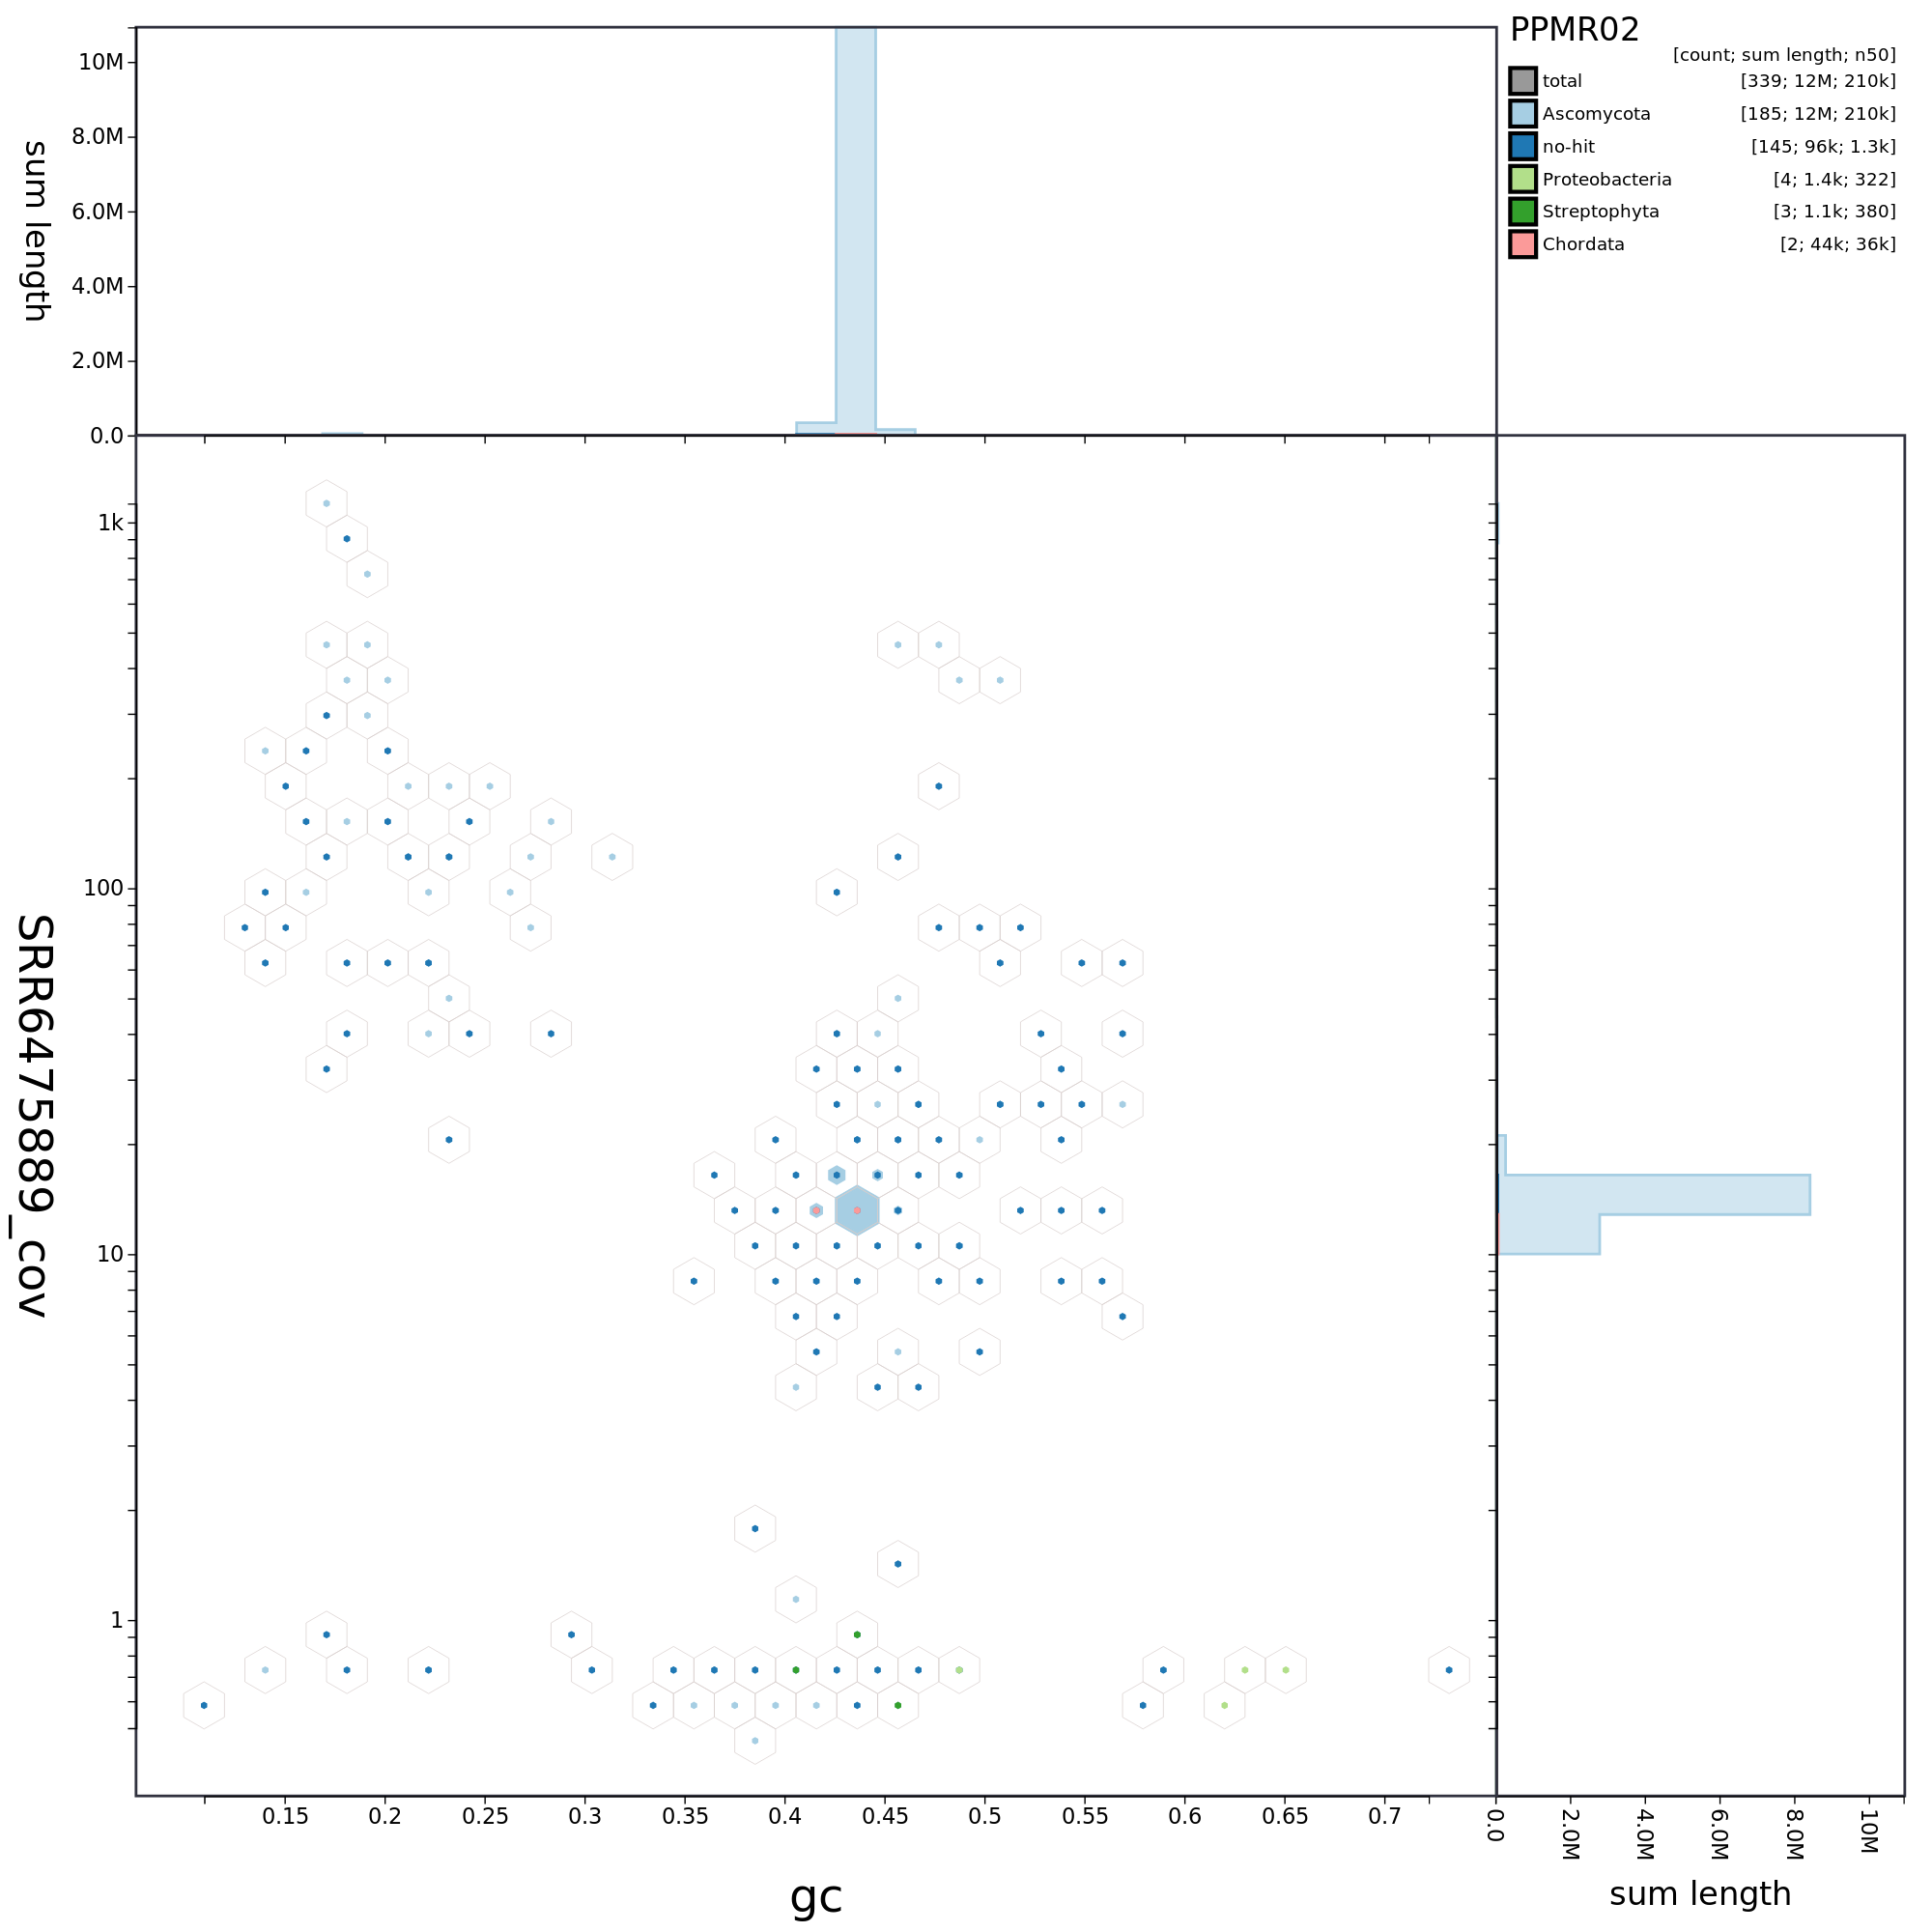 PPMR02
[count; sum length; n50]
total [339; 12M; 210k]
Ascomycota [185; 12M; 210k]
no-hit [145; 96k; 1.3k]
Proteobacteria [4; 1.4k; 322]
Streptophyta [3; 1.1k; 380]
Chordata [2; 44k; 36k]
sum length
10M
8.0M
6.0M
4.0M
2.0M
0.0
SRR6475889_cov
1k
100
10
1
0.15 0.2 0.25 0.3 0.35 0.4 0.45 0.5 0.55 0.6 0.65 0.7
gc
0.0 2.0M 4.0M 6.0M 8.0M 10M
sum length